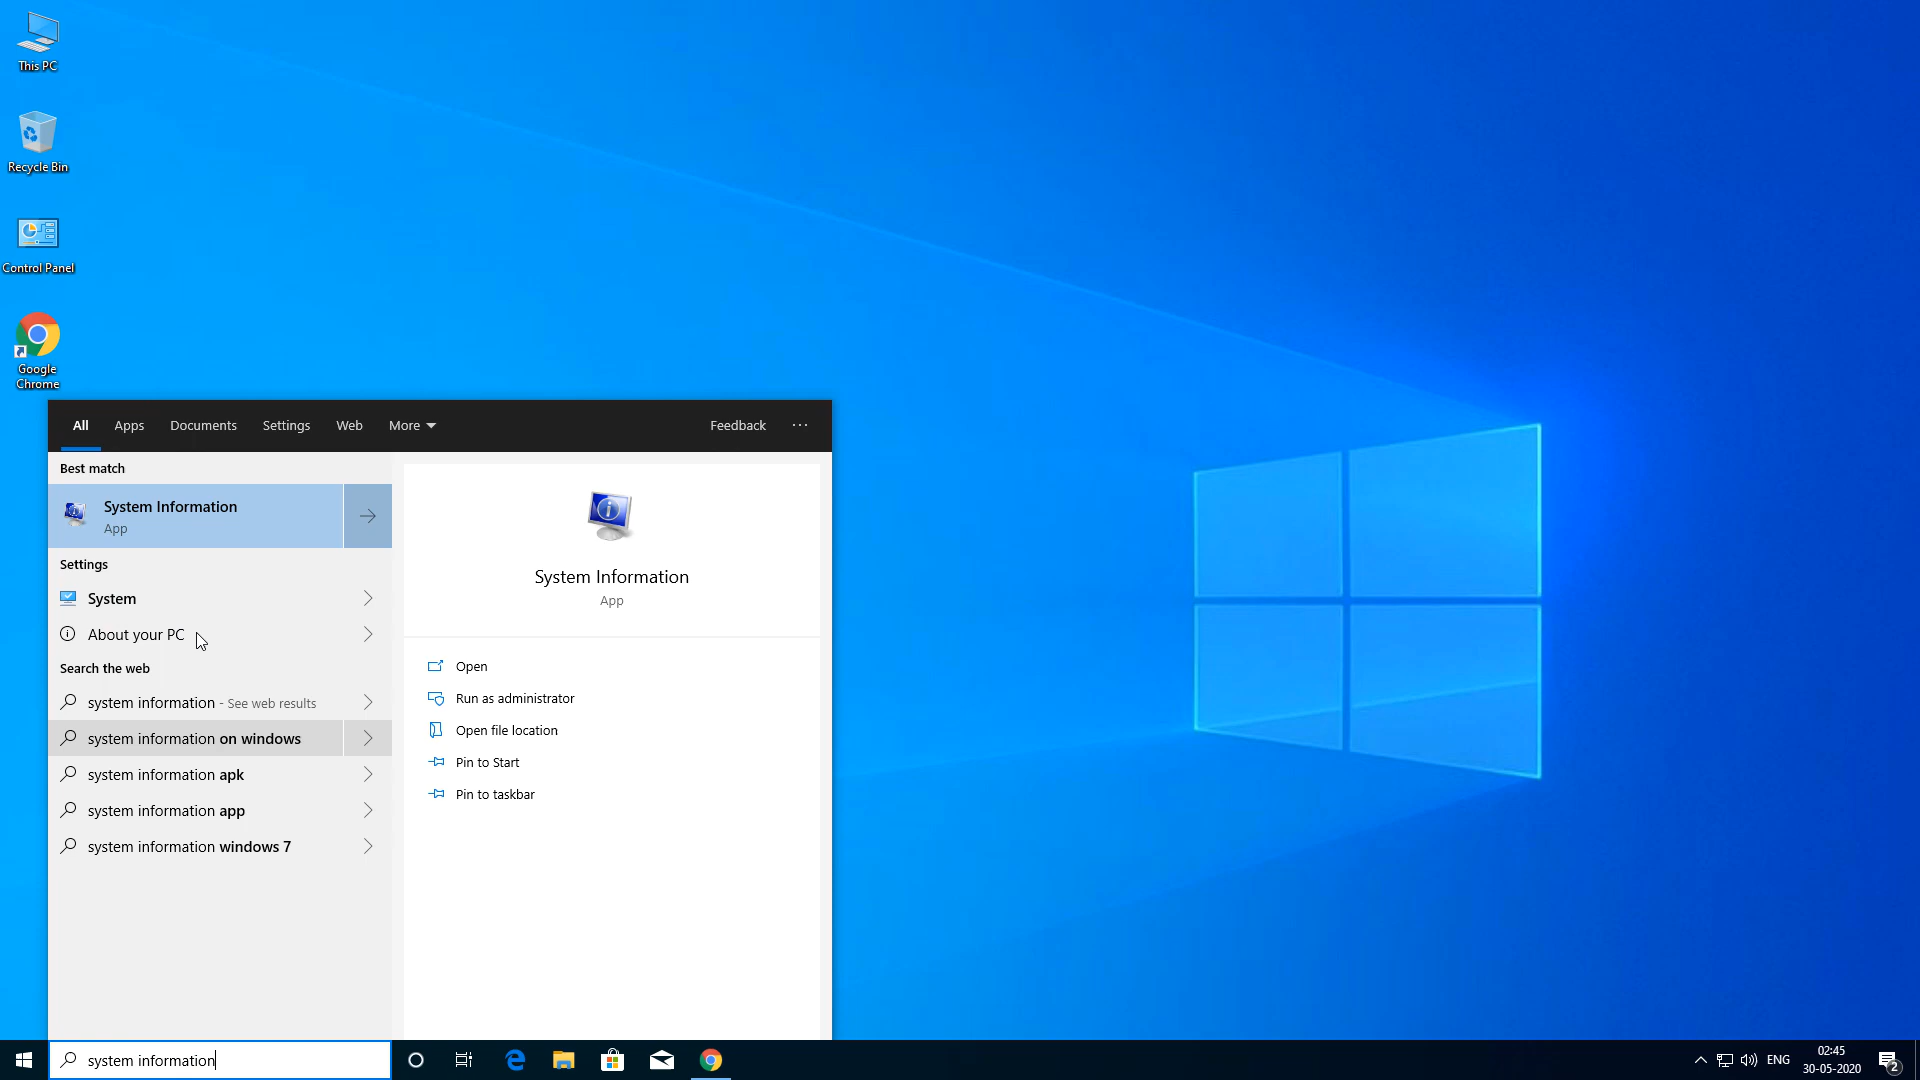 This PC
Recycle Bin
Control Panel
Google
Chrome
All Apps Documents Settings Web More Feedback ...
Best match
System Information
App
Settings
System
About your PC
Search the web
system information - See web results
system information on windows
system information apk
system information app
system information windows 7
System Information
App
Open
Run as administrator
Open file location
Pin to Start
Pin to taskbar
system information
ENG
02:45
30-05-2020
2